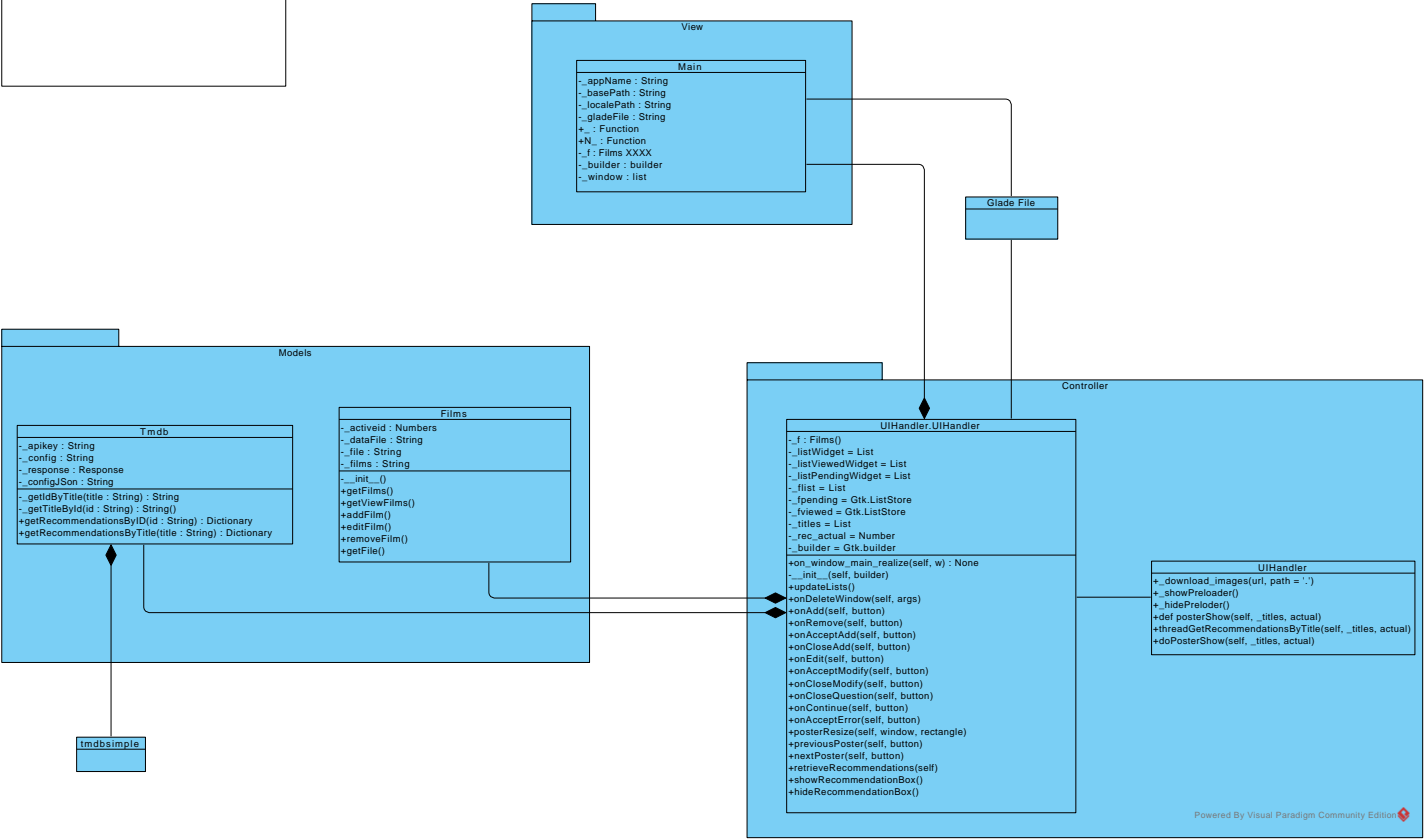 View
Main
-_appName : String
-_basePath : String
-_localePath : String
-_gladeFile : String
+_ : Function
+N_ : Function
-_f : Films XXXX
-_builder : builder
-_window : list
Glade File
Models
Tmdb
-_apikey : String
-_config : String
-_response : Response
-_configJSon : String
-_getIdByTitle(title : String) : String
-_getTitleById(id : String) : String()
+getRecommendationsByID(id : String) : Dictionary
+getRecommendationsByTitle(title : String) : Dictionary
Films
-_activeid : Numbers
-_dataFile : String
-_file : String
-_films : String
-__init__()
+getFilms()
+getViewFilms()
+addFilm()
+editFilm()
+removeFilm()
+getFile()
tmdbsimple
Controller
UIHandler.UIHandler
-_f : Films()
-_listWidget = List
-_listViewedWidget = List
-_listPendingWidget = List
-_flist = List
-_fpending = Gtk.ListStore
-_fviewed = Gtk.ListStore
-_titles = List
-_rec_actual = Number
-_builder = Gtk.builder
+on_window_main_realize(self, w) : None
-__init__(self, builder)
+updateLists()
+onDeleteWindow(self, args)
+onAdd(self, button)
+onRemove(self, button)
+onAcceptAdd(self, button)
+onCloseAdd(self, button)
+onEdit(self, button)
+onAcceptModify(self, button)
+onCloseModify(self, button)
+onCloseQuestion(self, button)
+onContinue(self, button)
+onAcceptError(self, button)
+posterResize(self, window, rectangle)
+previousPoster(self, button)
+nextPoster(self, button)
+retrieveRecommendations(self)
+showRecommendationBox()
+hideRecommendationBox()
UIHandler
+_download_images(url, path = '.')
+_showPreloader()
+_hidePreloder()
+def posterShow(self, _titles, actual)
+threadGetRecommendationsByTitle(self, _titles, actual)
+doPosterShow(self, _titles, actual)
Powered By Visual Paradigm Community Edition